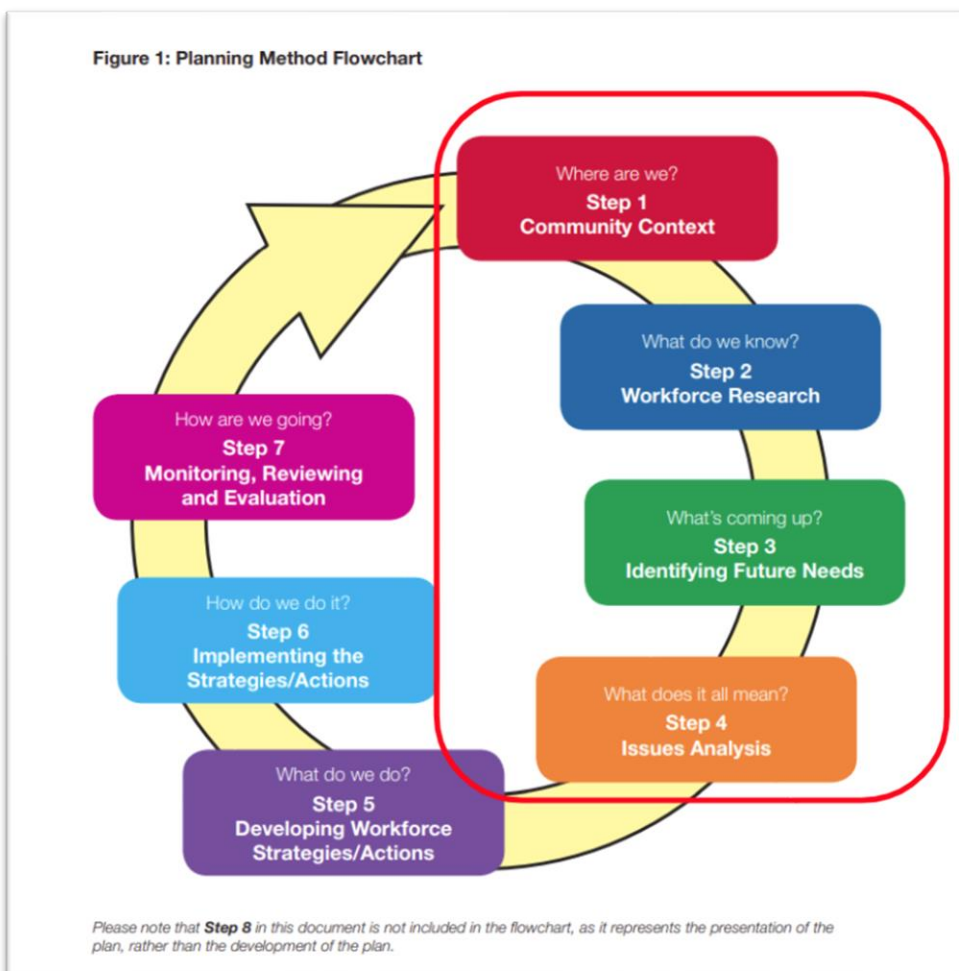 Figure 1: Planning Method Flowchart
Where are we?
Step 1
Community Context
What do we know?
Step 2
Workforce Research
What's coming up?
Step 3
Identifying Future Needs
What does it all mean?
Step 4
Issues Analysis
What do we do?
Step 5
Developing Workforce
Strategies/Actions
How do we do it?
Step 6
Implementing the
Strategies/Actions
How are we going?
Step 7
Monitoring, Reviewing
and Evaluation
Please note that Step 8 in this document is not included in the flowchart, as it represents the presentation of the
plan, rather than the development of the plan.